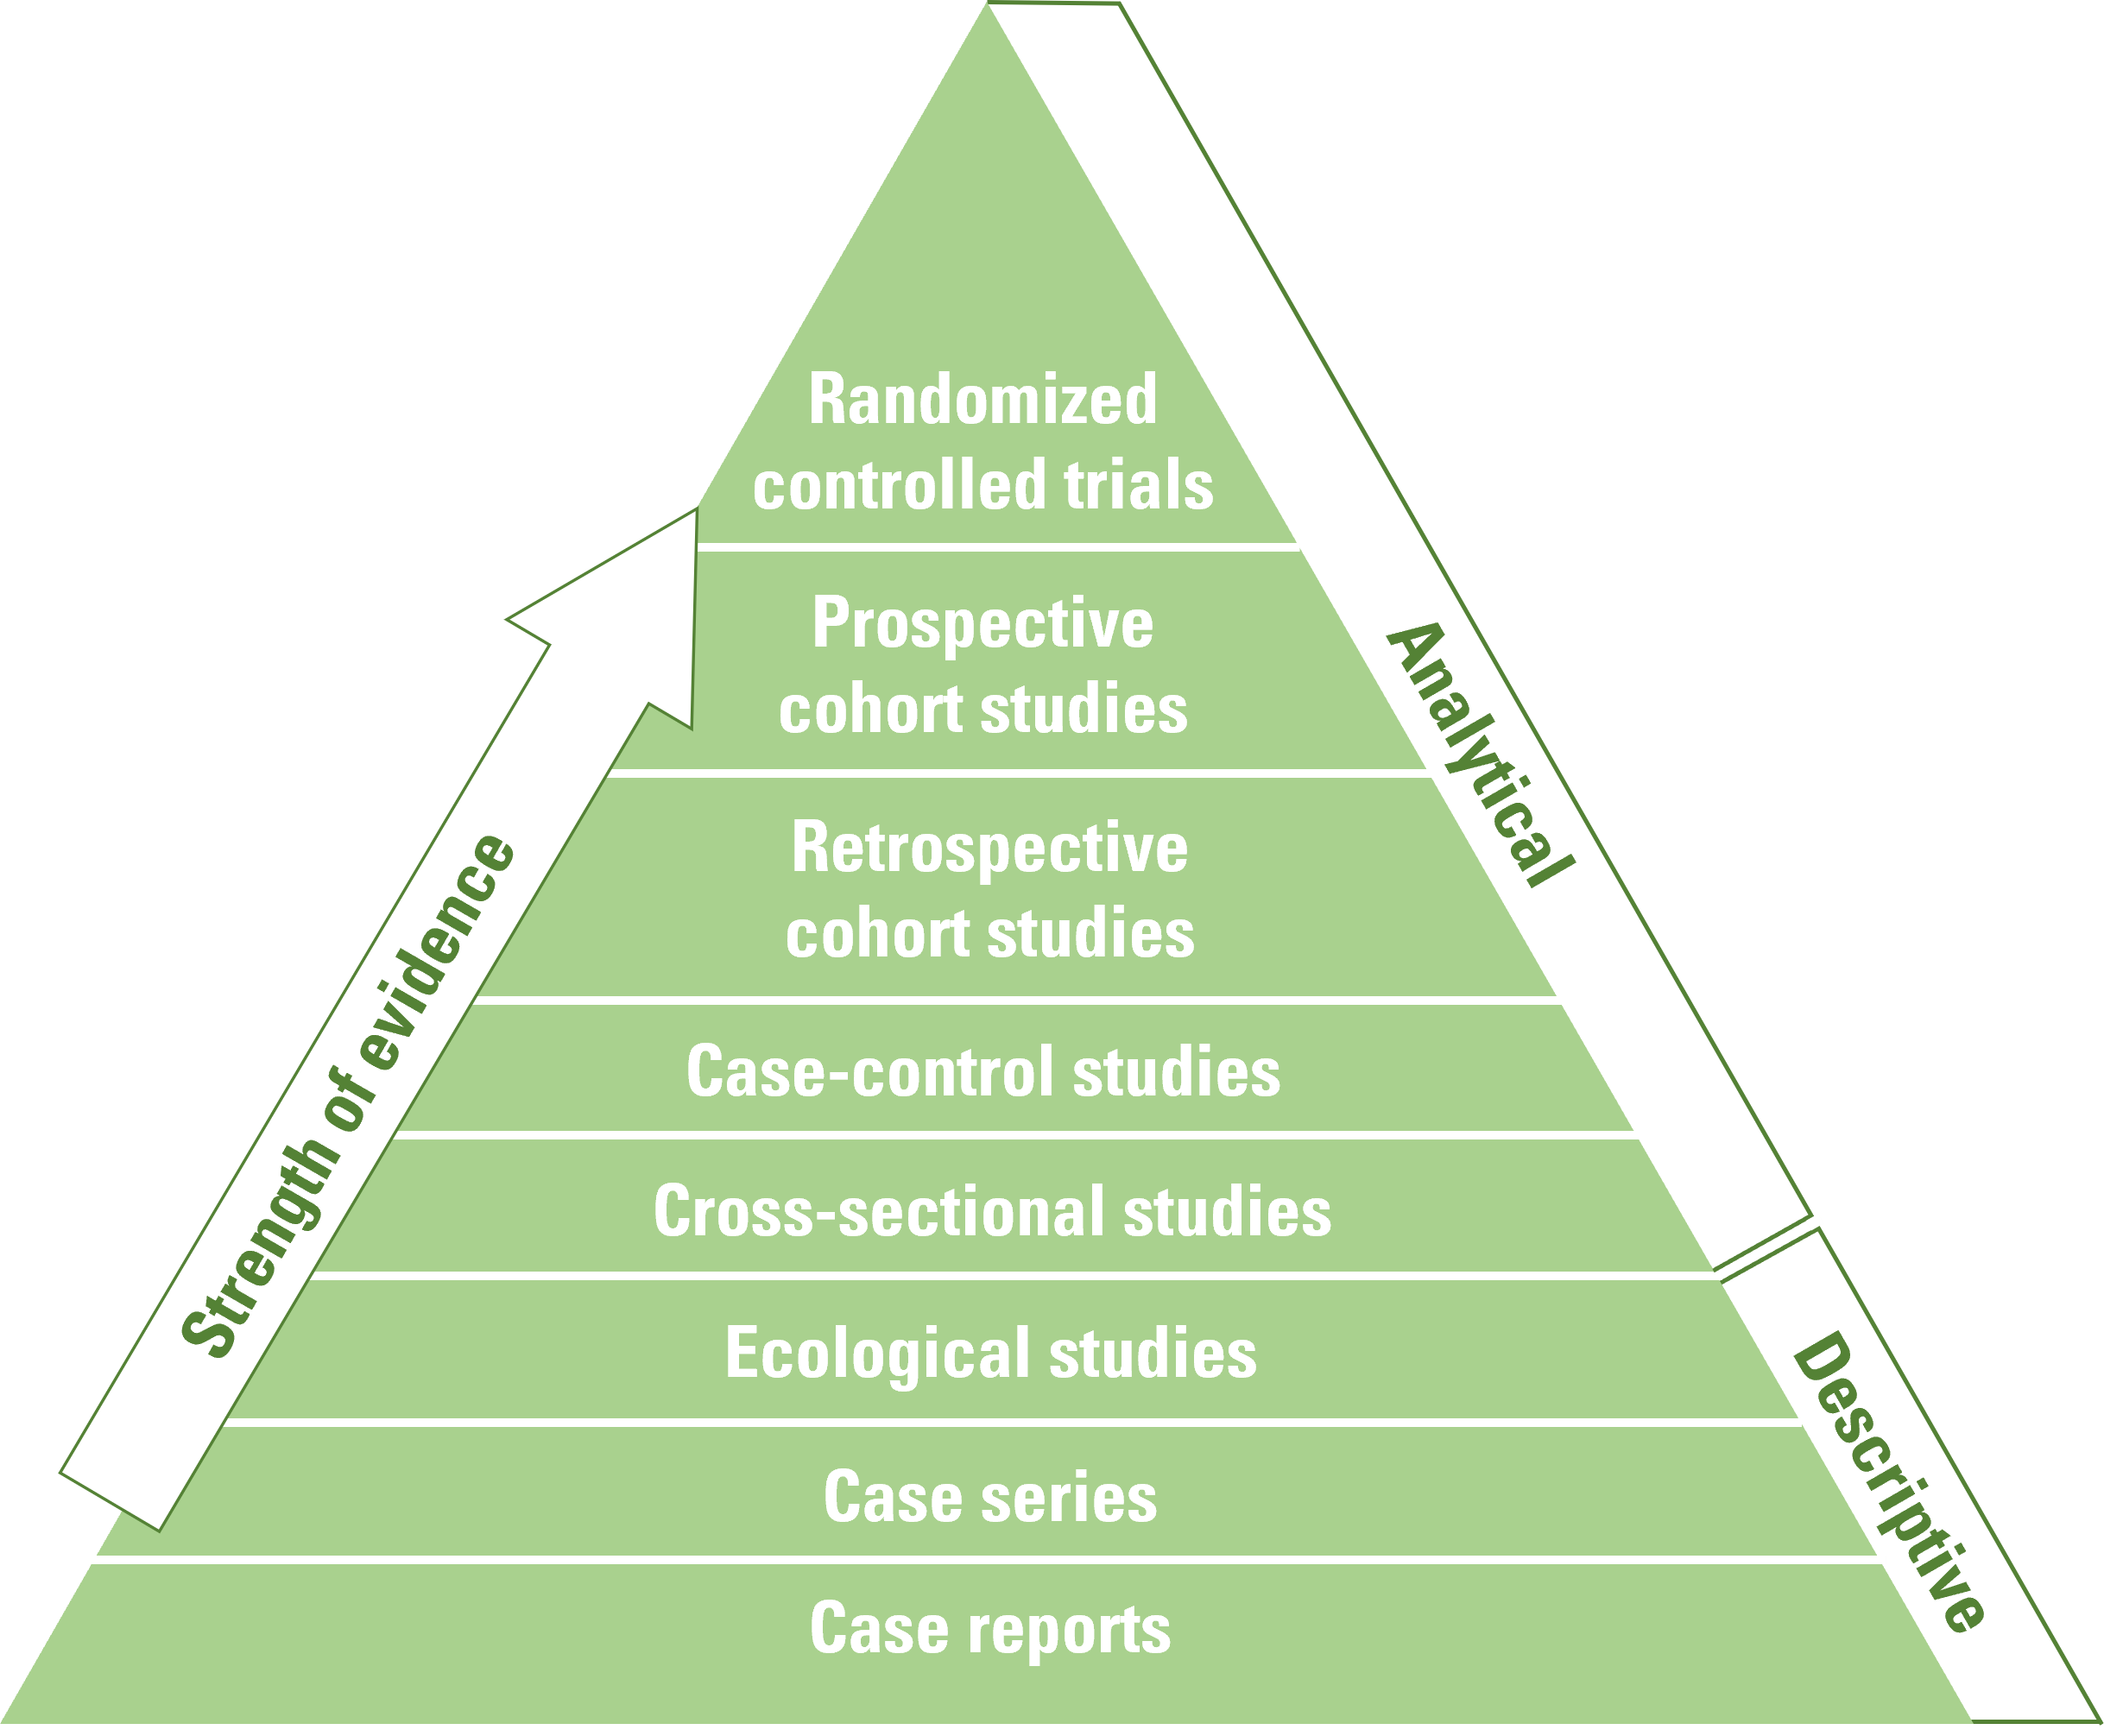 Randomized
controlled trials
Prospective
cohort studies
Retrospective
cohort studies
Case-control studies
Cross-sectional studies
Ecological studies
Case series
Case reports
Strength of evidence
Analytical
Descriptive